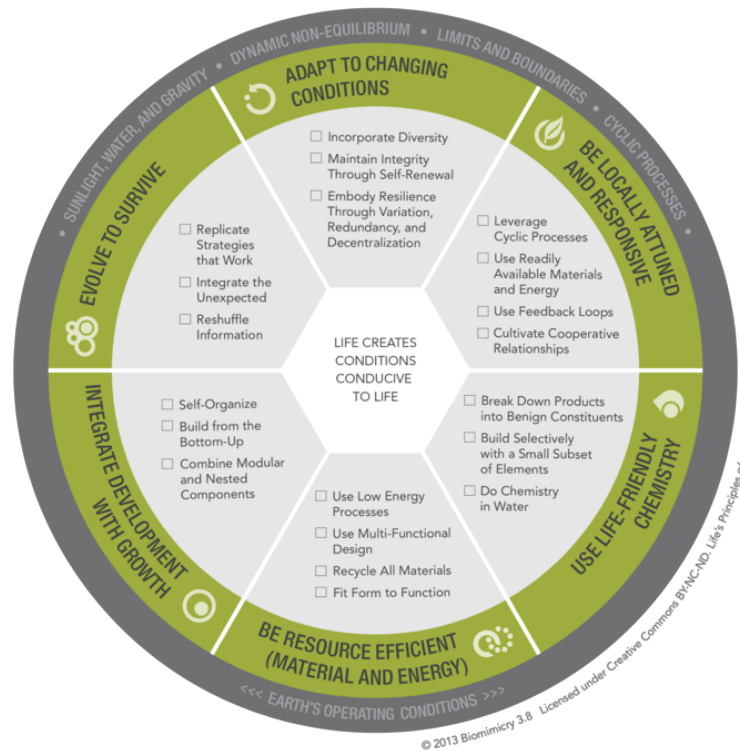 • SUNLIGHT, WATER, AND GRAVITY • DYNAMIC NON-EQUILIBRIUM • LIMITS AND BOUNDARIES • CYCLIC PROCESSES •
ADAPT TO CHANGING
CONDITIONS
Incorporate Diversity
Maintain Integrity
Through Self-Renewal
Embody Resilience
Through Variation,
Redundancy, and
Decentralization
BE LOCALLY ATTUNED
AND RESPONSIVE
Leverage
Cyclic Processes
Use Readily
Available Materials
and Energy
Use Feedback Loops
Cultivate Cooperative
Relationships
USE LIFE-FRIENDLY
CHEMISTRY
Break Down Products
into Benign Constituents
Build Selectively
with a Small Subset
of Elements
Do Chemistry
in Water
BE RESOURCE EFFICIENT
(MATERIAL AND ENERGY)
Use Low Energy
Processes
Use Multi-Functional
Design
Recycle All Materials
Fit Form to Function
INTEGRATE DEVELOPMENT
WITH GROWTH
Self-Organize
Build from the
Bottom-Up
Combine Modular
and Nested
Components
EVOLVE TO SURVIVE
Replicate
Strategies
that Work
Integrate the
Unexpected
Reshuffle
Information
LIFE CREATES
CONDITIONS
CONDUCIVE
TO LIFE
<<< EARTH'S OPERATING CONDITIONS >>>
© 2013 Biomimicry 3.8 Licensed under Creative Commons BY-NC-ND. Life's Principles of